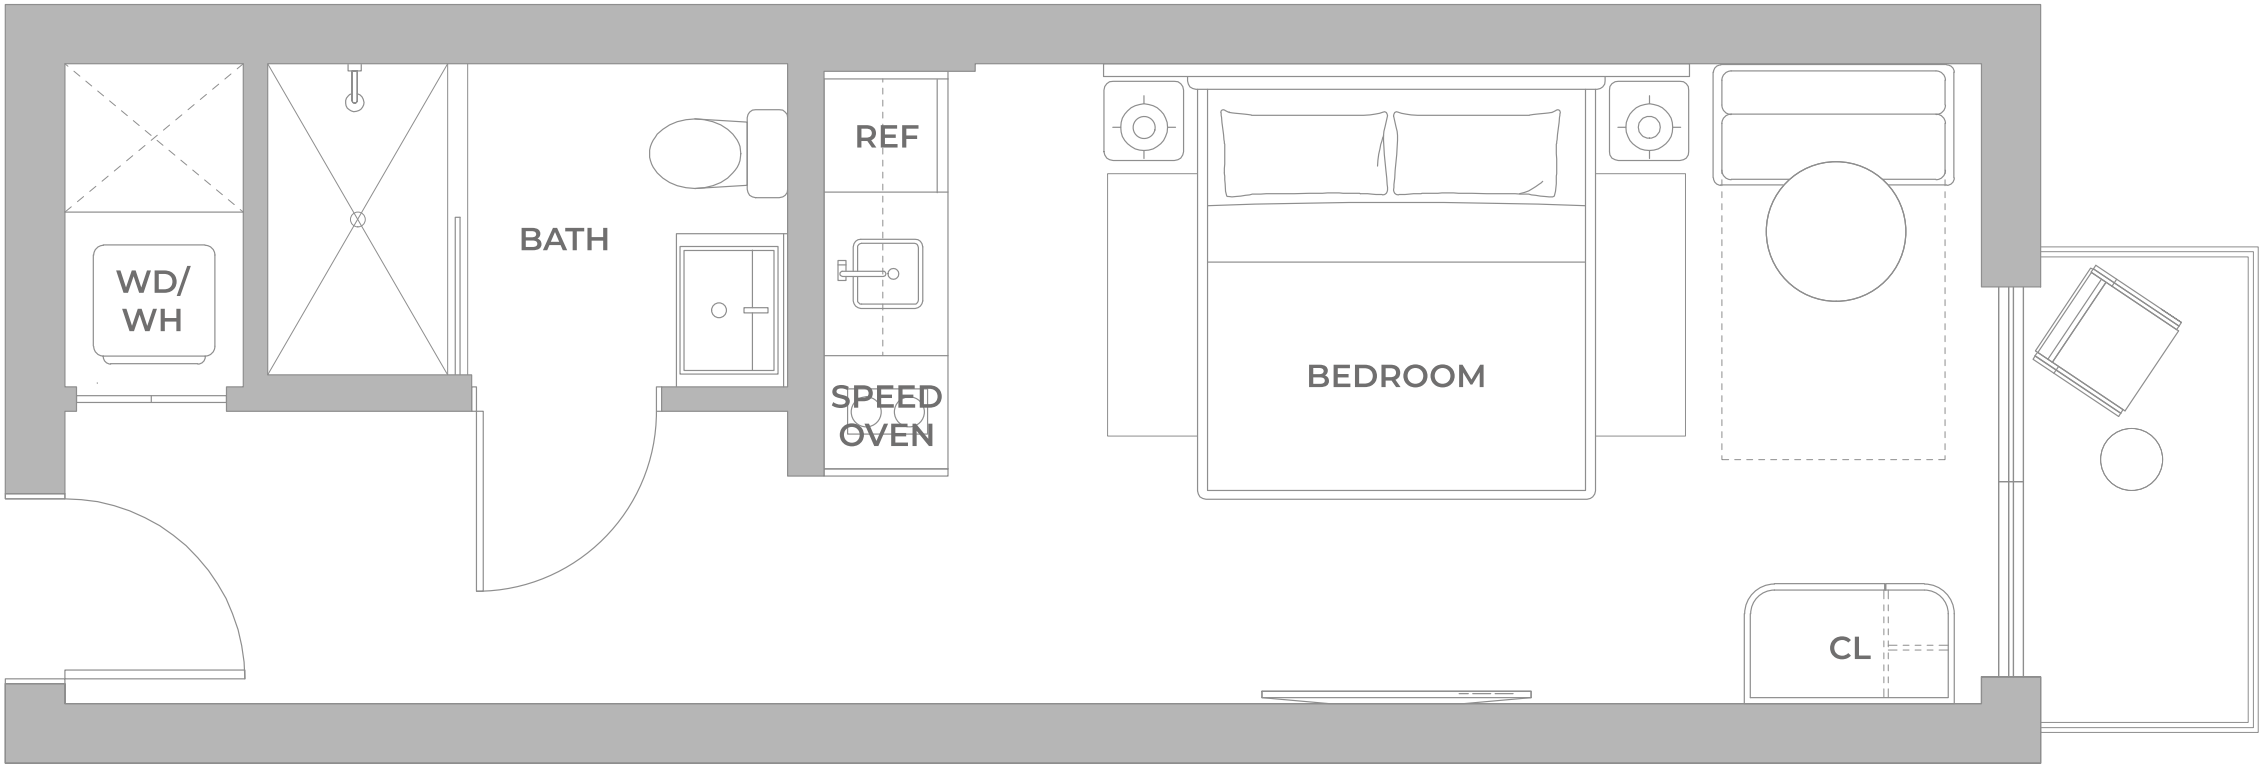 REF
BATH
WD/
WH
BEDROOM
SPEED
OVEN
CL